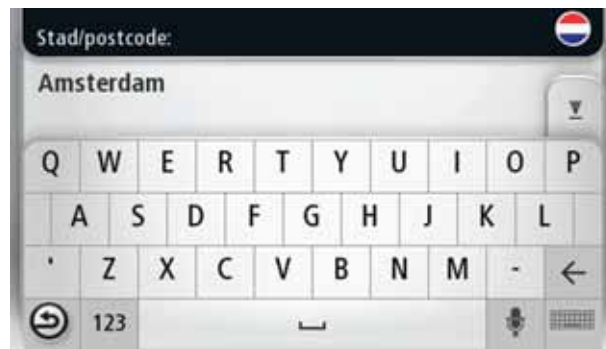 Stad/postcode:
Amsterdam
Q W E R T Y U I O P
A S D F G H J K L
' Z X C V B N M -
123